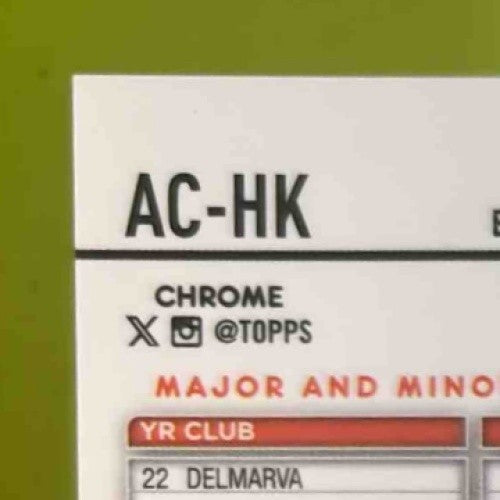 AC-HK
CHROME
X @TOPPS
MAJOR AND MINO
YR CLUB
22 DELMARVA